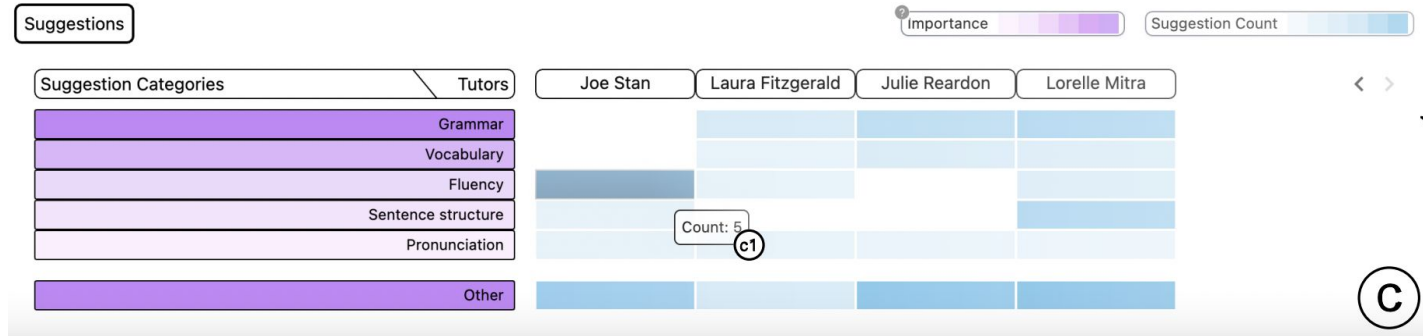 Suggestions
?
Importance
Suggestion Count
Suggestion Categories
Tutors
Joe Stan
Laura Fitzgerald
Julie Reardon
Lorelle Mitra
< >
Grammar
Vocabulary
Fluency
Sentence structure
Pronunciation
Count: 5
c1
Other
C